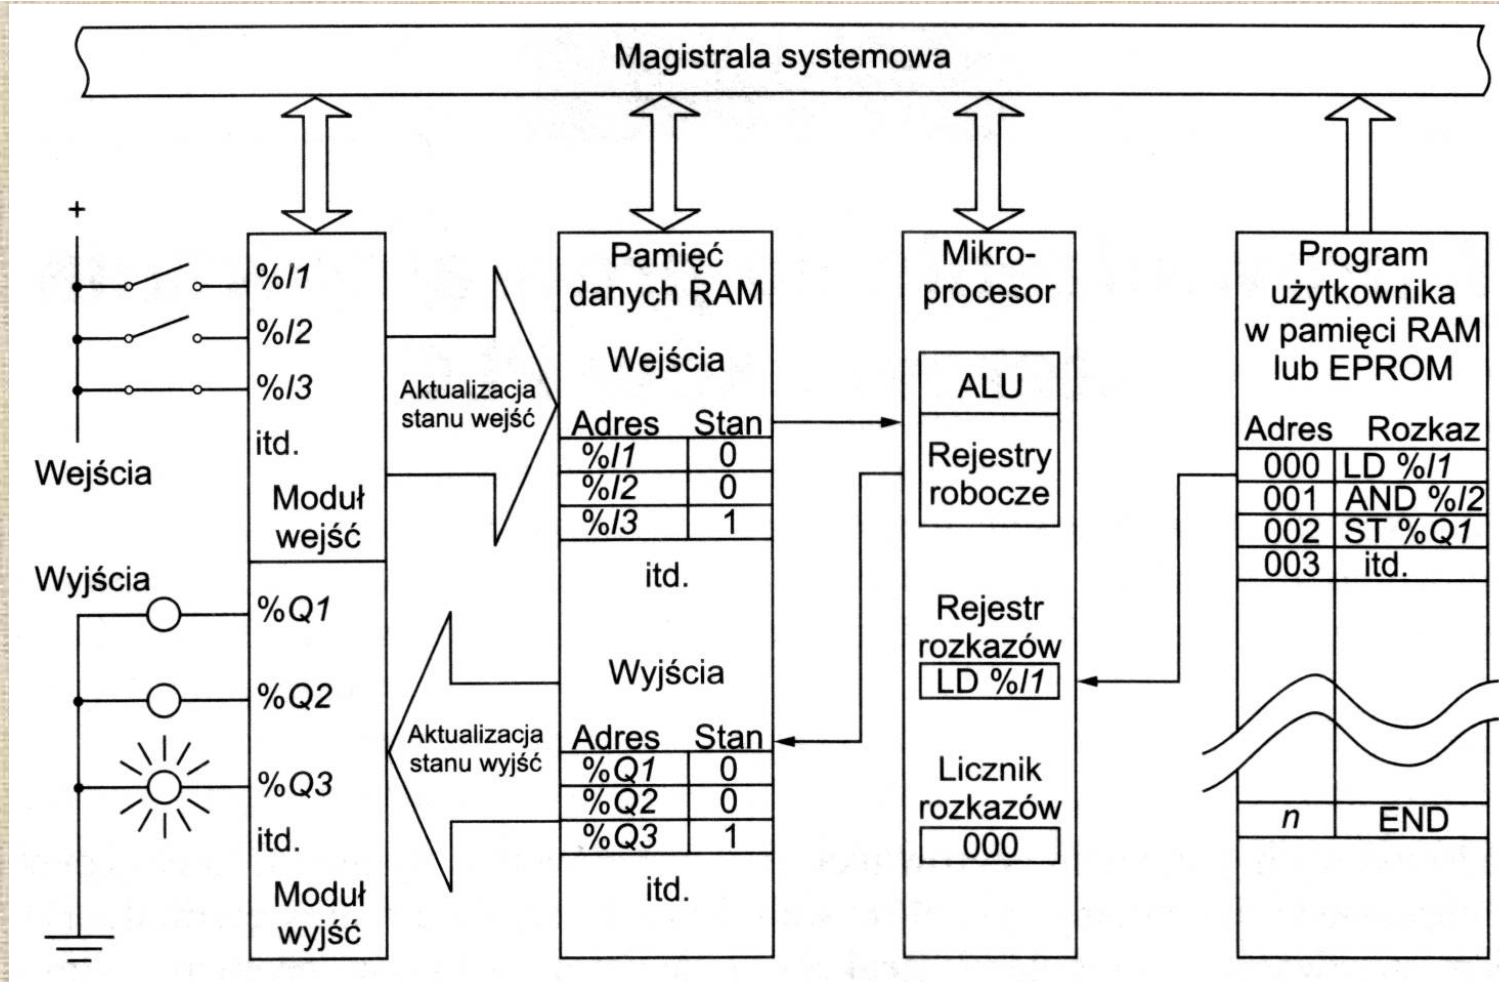 Magistrala systemowa
+
%I1
%I2
%I3
itd.
Wejścia
Moduł
wejść
Wyjścia
%Q1
%Q2
%Q3
itd.
Moduł
wyjść
Aktualizacja
stanu wejść
Aktualizacja
stanu wyjść
Pamięć
danych RAM
Wejścia
Adres Stan
%I1 0
%I2 0
%I3 1
itd.
Wyjścia
Adres Stan
%Q1 0
%Q2 0
%Q3 1
itd.
Mikro-
procesor
ALU
Rejestry
robocze
Rejestr
rozkazów
LD %I1
Licznik
rozkazów
000
Program
użytkownika
w pamięci RAM
lub EPROM
Adres Rozkaz
000 LD %I1
001 AND %I2
002 ST %Q1
003 itd.
n END